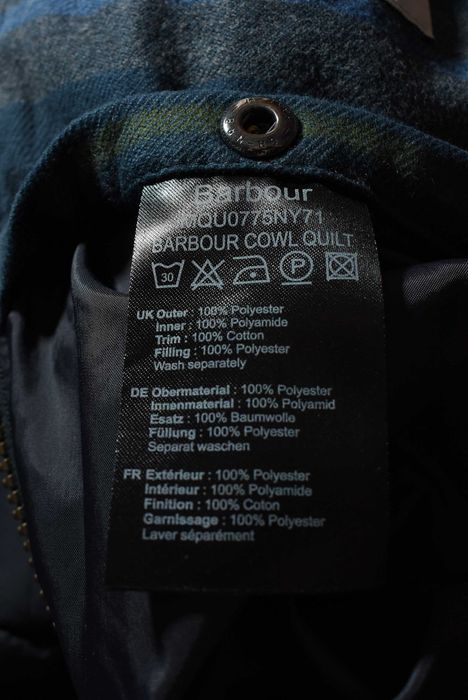 Barbour
MQU0775NY71
BARBOUR COWL QUILT
30
P
UK Outer : 100% Polyester
Inner : 100% Polyamide
Trim : 100% Cotton
Filling : 100% Polyester
Wash separately
DE Obermaterial : 100% Polyester
Innenmaterial : 100% Polyamid
Esatz : 100% Baumwolle
Füllung : 100% Polyester
Separat waschen
FR Extérieur : 100% Polyester
Intérieur : 100% Polyamide
Finition : 100% Coton
Garnissage : 100% Polyester
Laver séparément